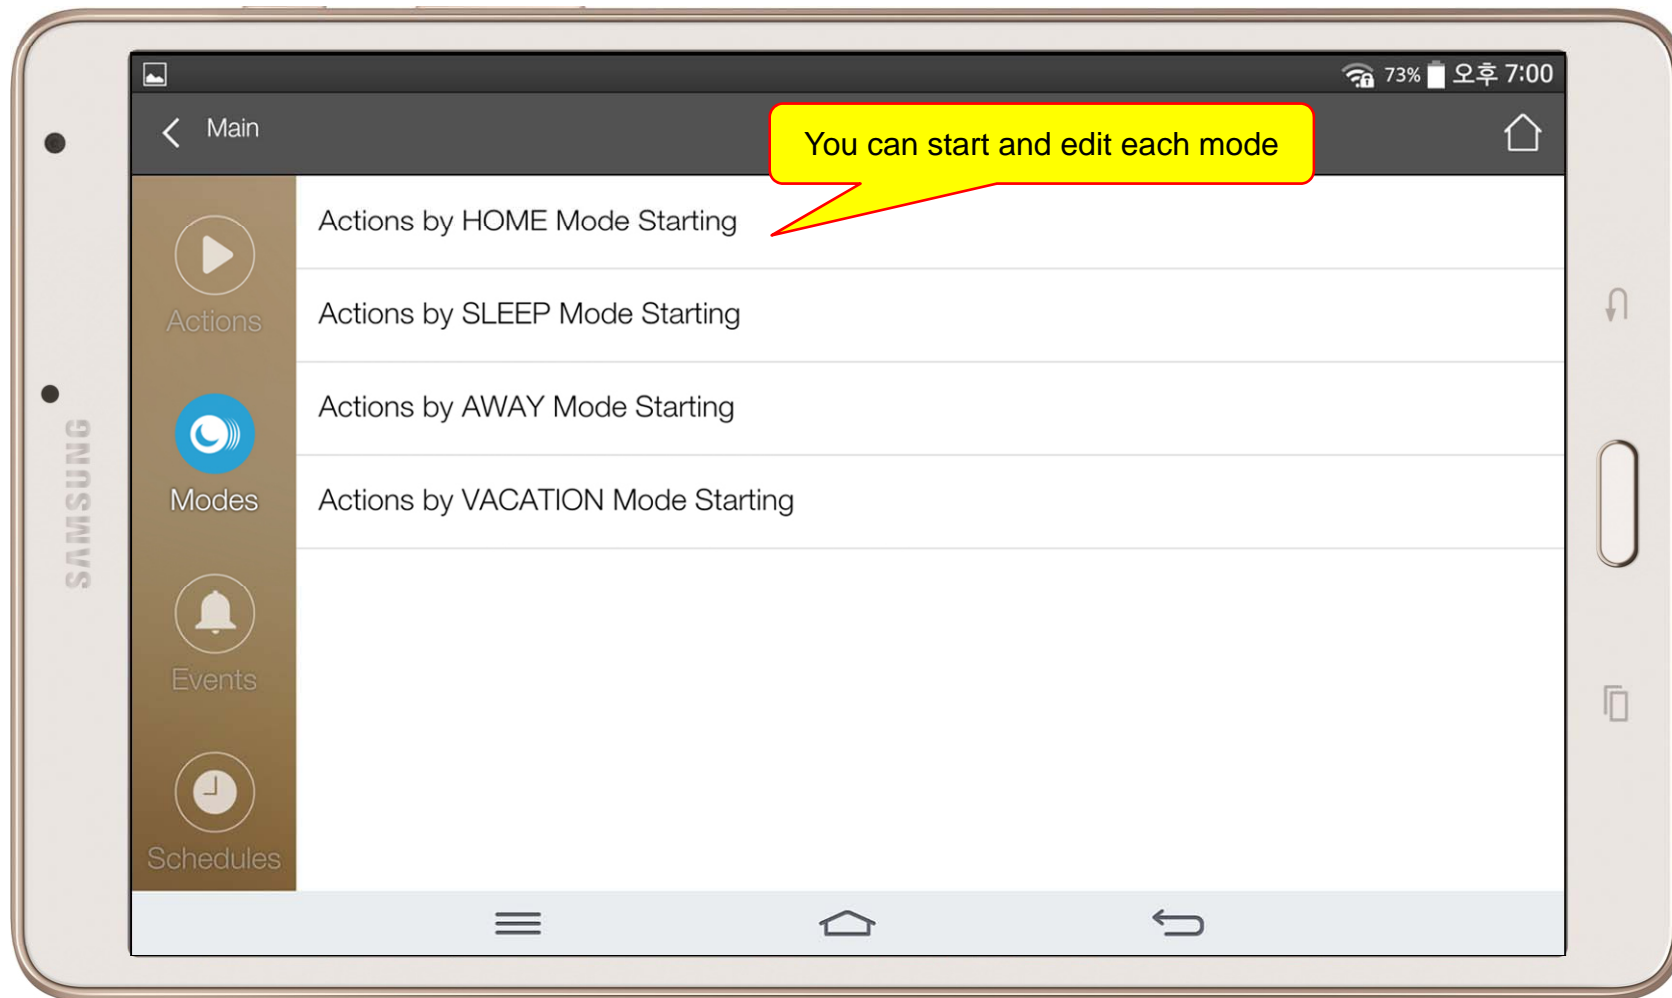 73% 오후 7:00
Main
You can start and edit each mode
Actions by HOME Mode Starting
Actions
Actions by SLEEP Mode Starting
Actions by AWAY Mode Starting
Modes
Actions by VACATION Mode Starting
Events
Schedules
SAMSUNG